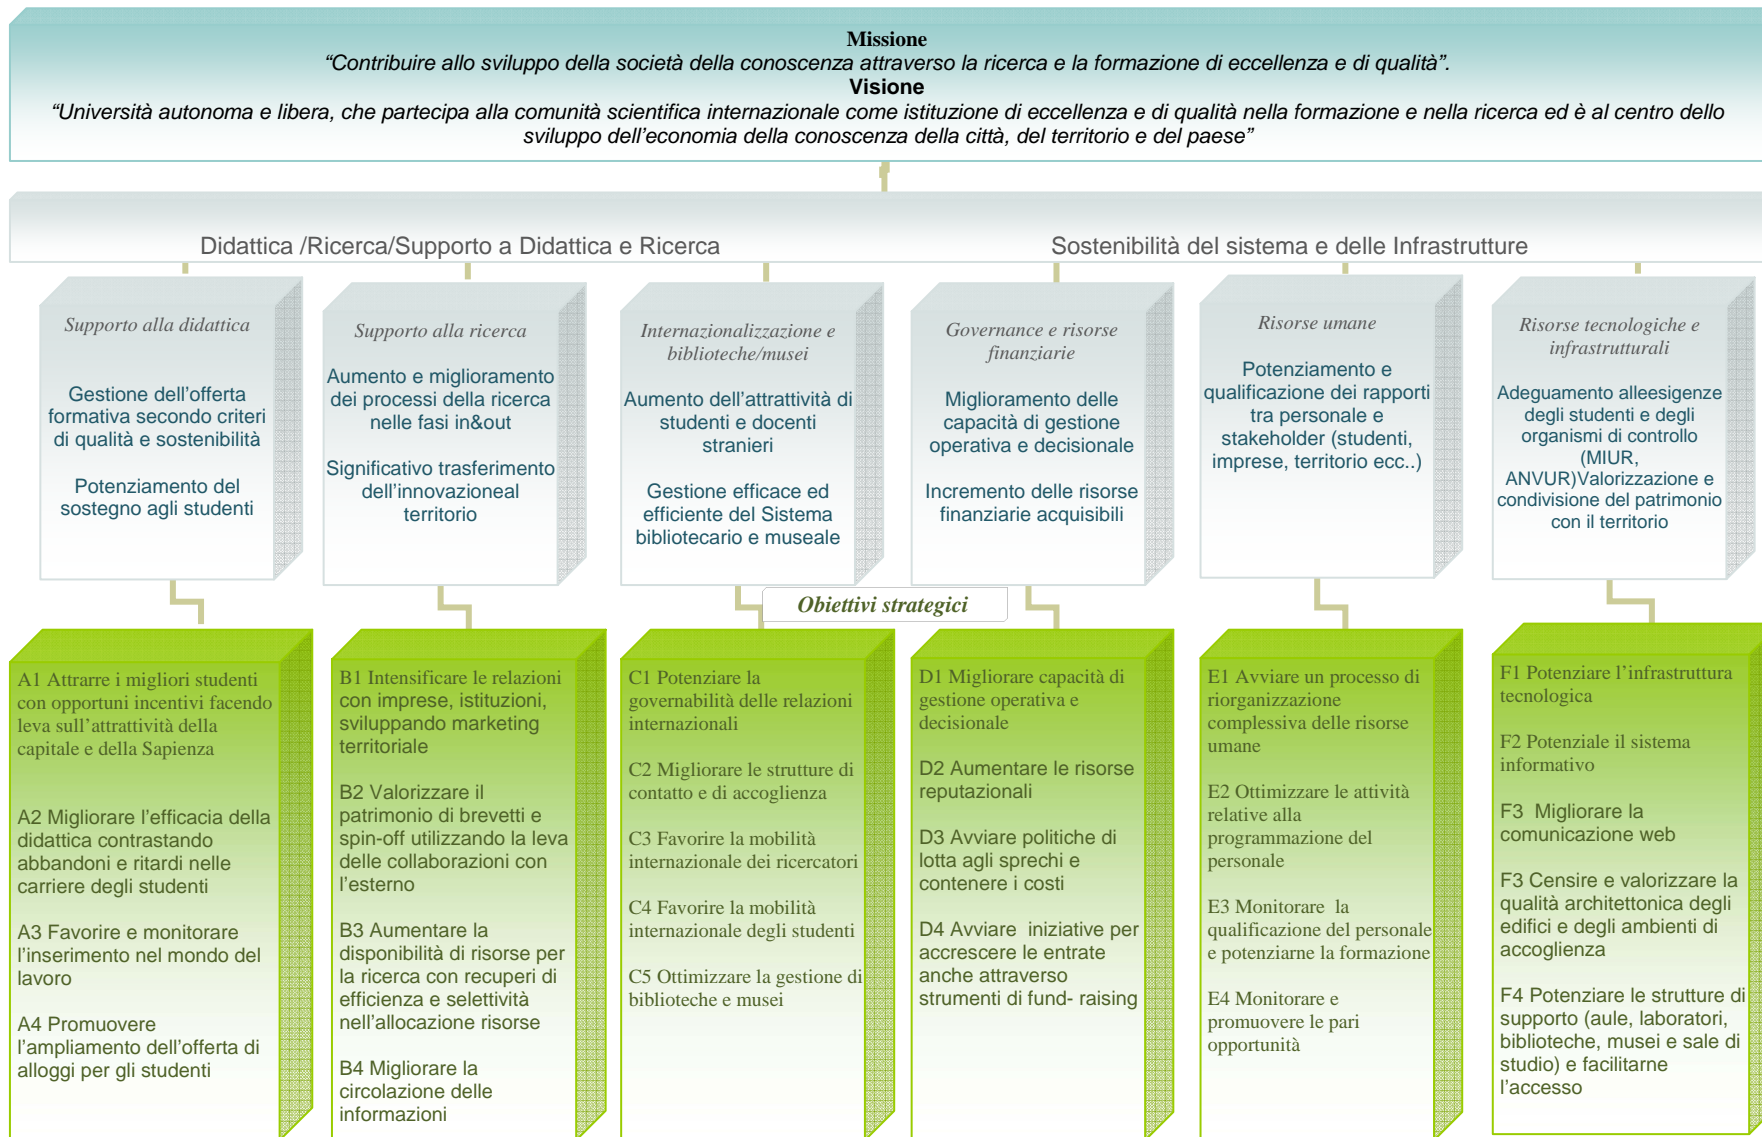 Missione
“Contribuire allo sviluppo della società della conoscenza attraverso la ricerca e la formazione di eccellenza e di qualità”.
Visione
“Università autonoma e libera, che partecipa alla comunità scientifica internazionale come istituzione di eccellenza e di qualità nella formazione e nella ricerca ed è al centro dello
sviluppo dell’economia della conoscenza della città, del territorio e del paese”
Didattica /Ricerca/Supporto a Didattica e Ricerca
Sostenibilità del sistema e delle Infrastrutture
Supporto alla didattica
Gestione dell’offerta
formativa secondo criteri
di qualità e sostenibilità
Potenziamento del
sostegno agli studenti
Supporto alla ricerca
Aumento e miglioramento
dei processi della ricerca
nelle fasi in&out
Significativo trasferimento
dell’innovazioneal
territorio
Internazionalizzazione e
biblioteche/musei
Aumento dell’attrattività di
studenti e docenti
stranieri
Gestione efficace ed
efficiente del Sistema
bibliotecario e museale
Governance e risorse
finanziarie
Miglioramento delle
capacità di gestione
operativa e decisionale
Incremento delle risorse
finanziarie acquisibili
Risorse umane
Potenziamento e
qualificazione dei rapporti
tra personale e
stakeholder (studenti,
imprese, territorio ecc..)
Risorse tecnologiche e
infrastrutturali
Adeguamento alleesigenze
degli studenti e degli
organismi di controllo
(MIUR,
ANVUR)Valorizzazione e
condivisione del patrimonio
con il territorio
Obiettivi strategici
A1 Attrarre i migliori studenti
con opportuni incentivi facendo
leva sull’attrattività della
capitale e della Sapienza
A2 Migliorare l’efficacia della
didattica contrastando
abbandoni e ritardi nelle
carriere degli studenti
A3 Favorire e monitorare
l’inserimento nel mondo del
lavoro
A4 Promuovere
l’ampliamento dell’offerta di
alloggi per gli studenti
B1 Intensificare le relazioni
con imprese, istituzioni,
sviluppando marketing
territoriale
B2 Valorizzare il
patrimonio di brevetti e
spin-off utilizzando la leva
delle collaborazioni con
l’esterno
B3 Aumentare la
disponibilità di risorse per
la ricerca con recuperi di
efficienza e selettività
nell’allocazione risorse
B4 Migliorare la
circolazione delle
informazioni
C1 Potenziare la
governabilità delle relazioni
internazionali
C2 Migliorare le strutture di
contatto e di accoglienza
C3 Favorire la mobilità
internazionale dei ricercatori
C4 Favorire la mobilità
internazionale degli studenti
C5 Ottimizzare la gestione di
biblioteche e musei
D1 Migliorare capacità di
gestione operativa e
decisionale
D2 Aumentare le risorse
reputazionali
D3 Avviare politiche di
lotta agli sprechi e
contenere i costi
D4 Avviare iniziative per
accrescere le entrate
anche attraverso
strumenti di fund- raising
E1 Avviare un processo di
riorganizzazione
complessiva delle risorse
umane
E2 Ottimizzare le attività
relative alla
programmazione del
personale
E3 Monitorare la
qualificazione del personale
e potenziarne la formazione
E4 Monitorare e
promuovere le pari
opportunità
F1 Potenziare l’infrastruttura
tecnologica
F2 Potenziale il sistema
informativo
F3 Migliorare la
comunicazione web
F3 Censire e valorizzare la
qualità architettonica degli
edifici e degli ambienti di
accoglienza
F4 Potenziare le strutture di
supporto (aule, laboratori,
biblioteche, musei e sale di
studio) e facilitarne
l’accesso